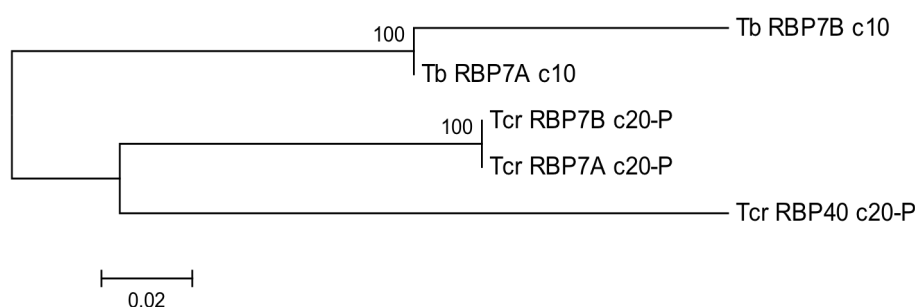 100
Tb RBP7B c10
Tb RBP7A c10
100
Tcr RBP7B c20-P
Tcr RBP7A c20-P
Tcr RBP40 c20-P
0.02